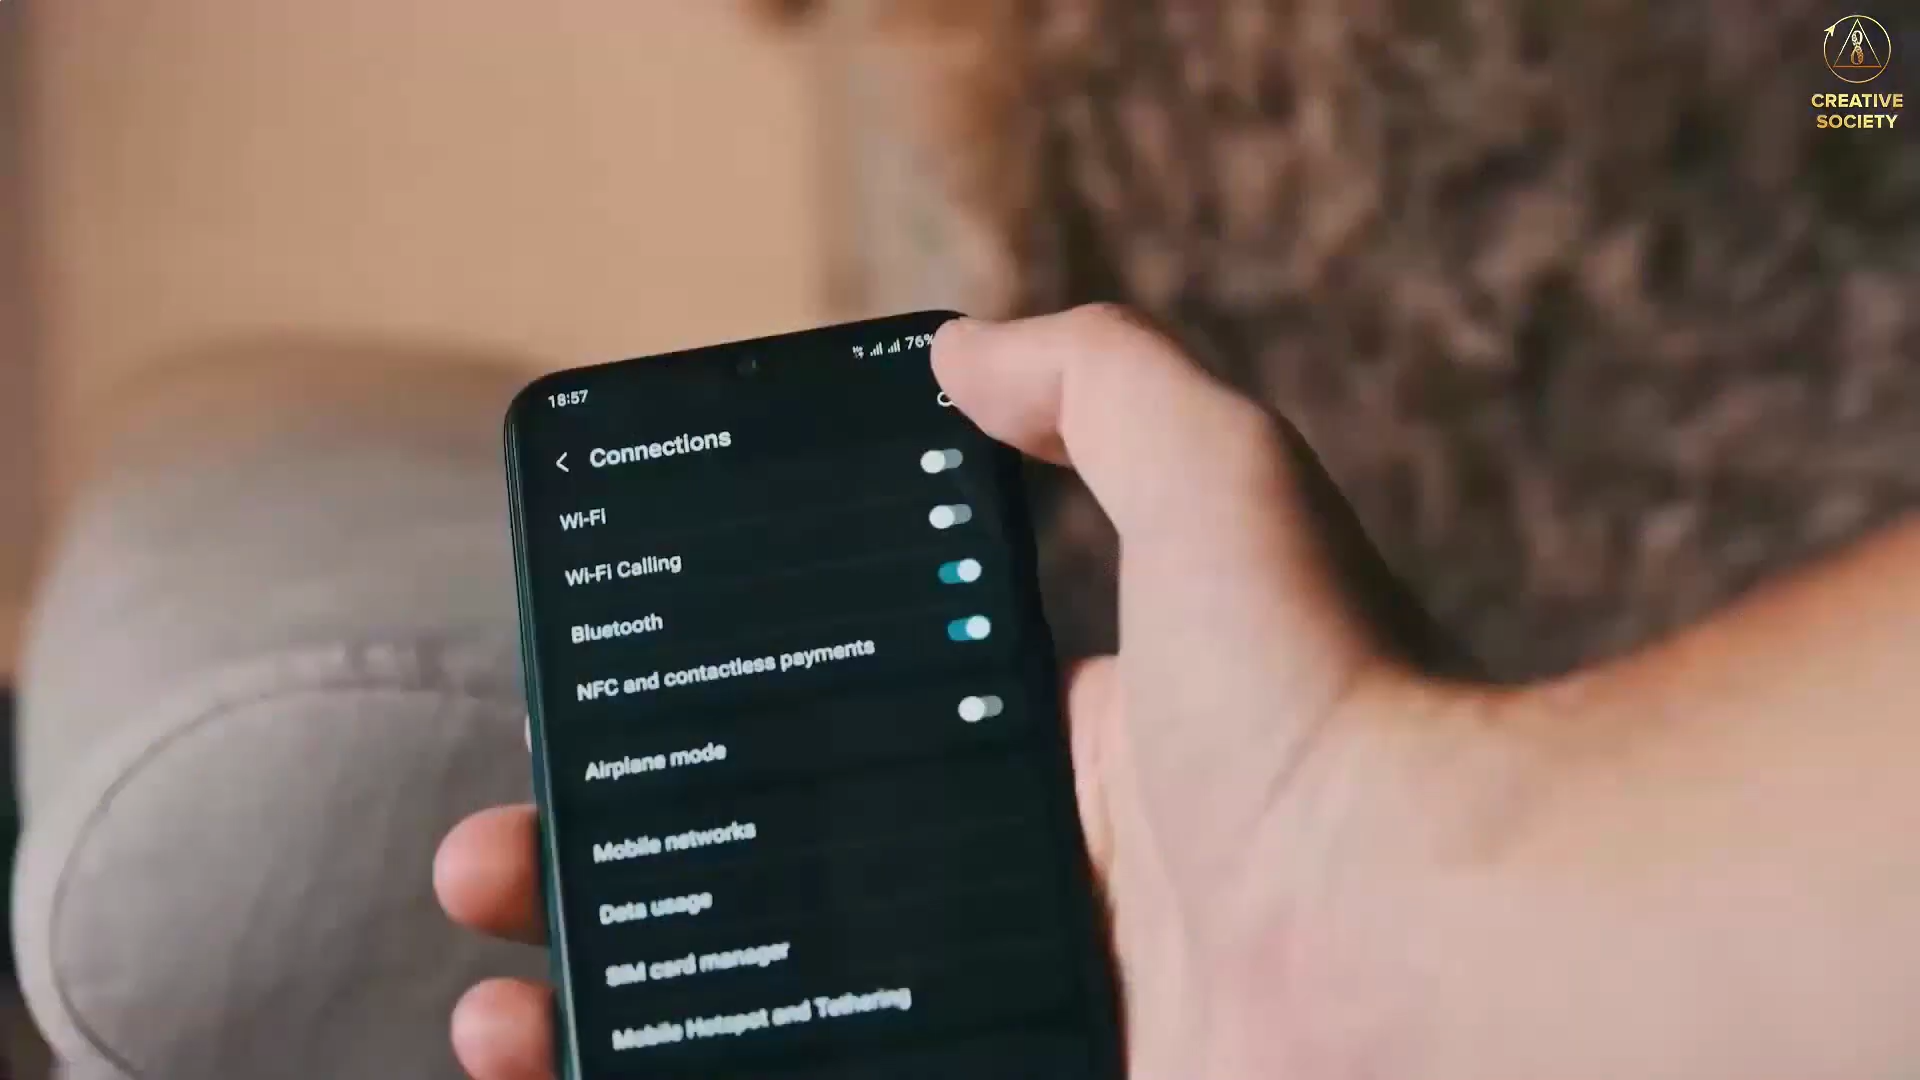 CREATIVE
SOCIETY
18:57
76%
Connections
Wi-Fi
Wi-Fi Calling
Bluetooth
NFC and contactless payments
Airplane mode
Mobile networks
Data usage
SIM card manager
Mobile Hotspot and Tethering